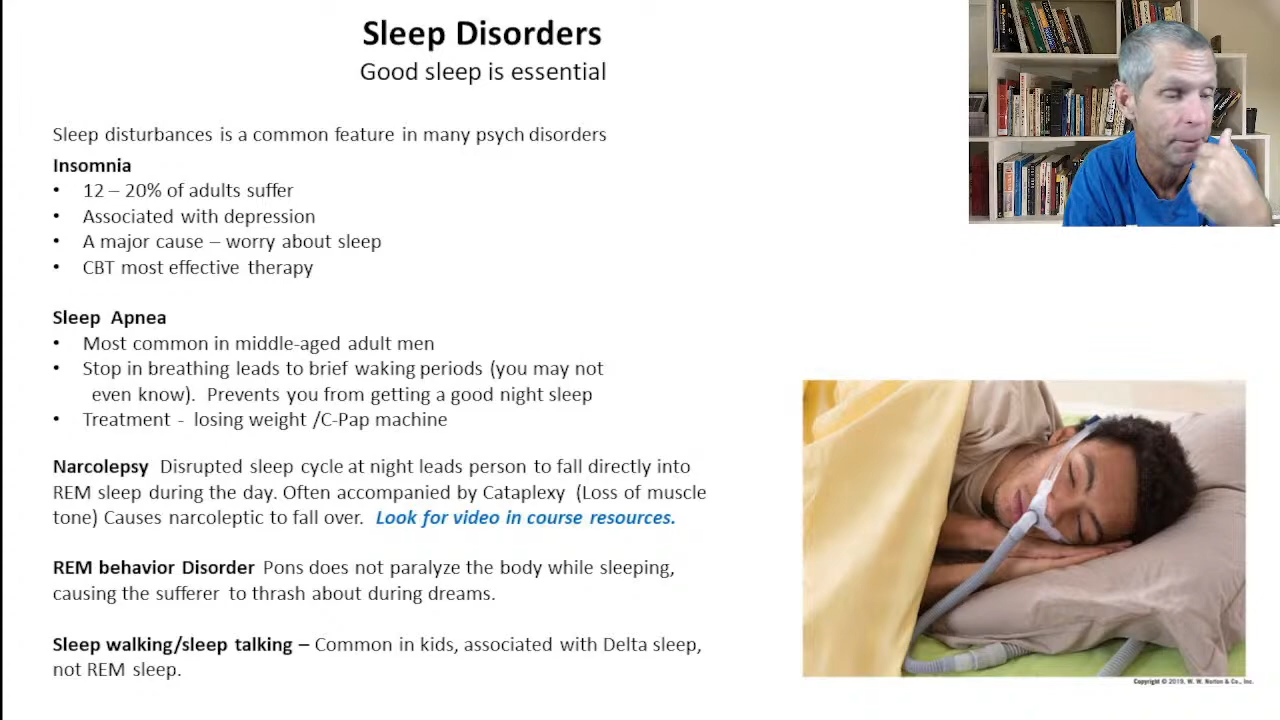 Sleep Disorders
Good sleep is essential
Sleep disturbances is a common feature in many psych disorders
Insomnia
• 12 – 20% of adults suffer
• Associated with depression
• A major cause – worry about sleep
• CBT most effective therapy
Sleep Apnea
• Most common in middle-aged adult men
• Stop in breathing leads to brief waking periods (you may not
even know). Prevents you from getting a good night sleep
• Treatment - losing weight /C-Pap machine
Narcolepsy Disrupted sleep cycle at night leads person to fall directly into
REM sleep during the day. Often accompanied by Cataplexy (Loss of muscle
tone) Causes narcoleptic to fall over. Look for video in course resources.
REM behavior Disorder Pons does not paralyze the body while sleeping,
causing the sufferer to thrash about during dreams.
Sleep walking/sleep talking – Common in kids, associated with Delta sleep,
not REM sleep.
Copyright © 2019, W. W. Norton & Co., Inc.